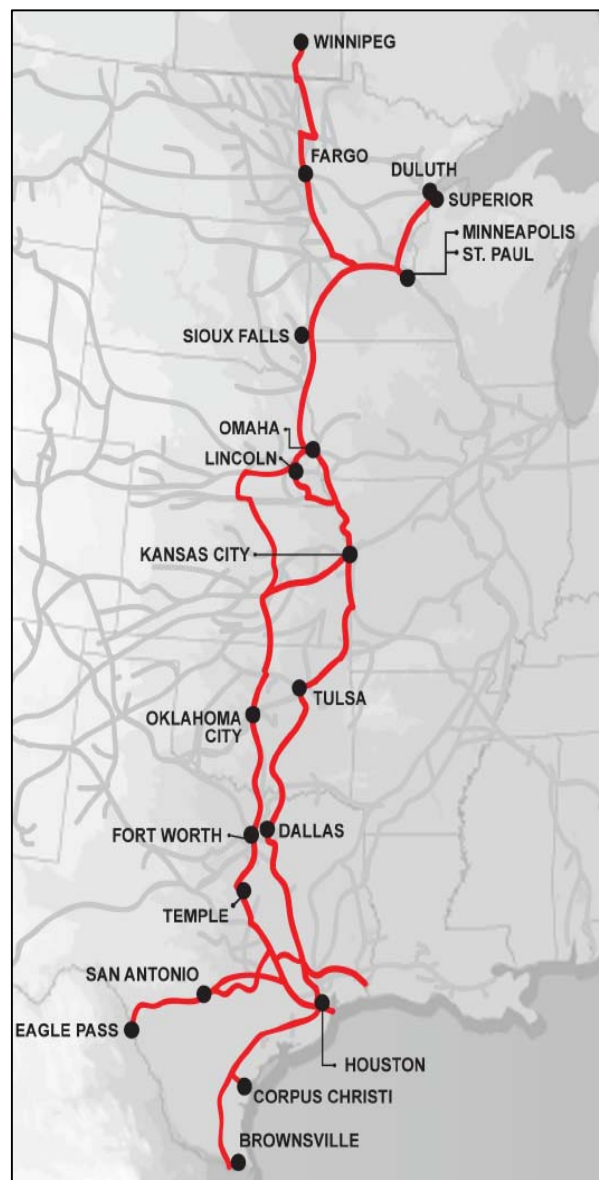 WINNIPEG
FARGO
DULUTH
SUPERIOR
MINNEAPOLIS
ST. PAUL
SIOUX FALLS
OMAHA
LINCOLN
KANSAS CITY
TULSA
OKLAHOMA
CITY
DALLAS
FORT WORTH
TEMPLE
SAN ANTONIO
EAGLE PASS
HOUSTON
CORPUS CHRISTI
BROWNSVILLE